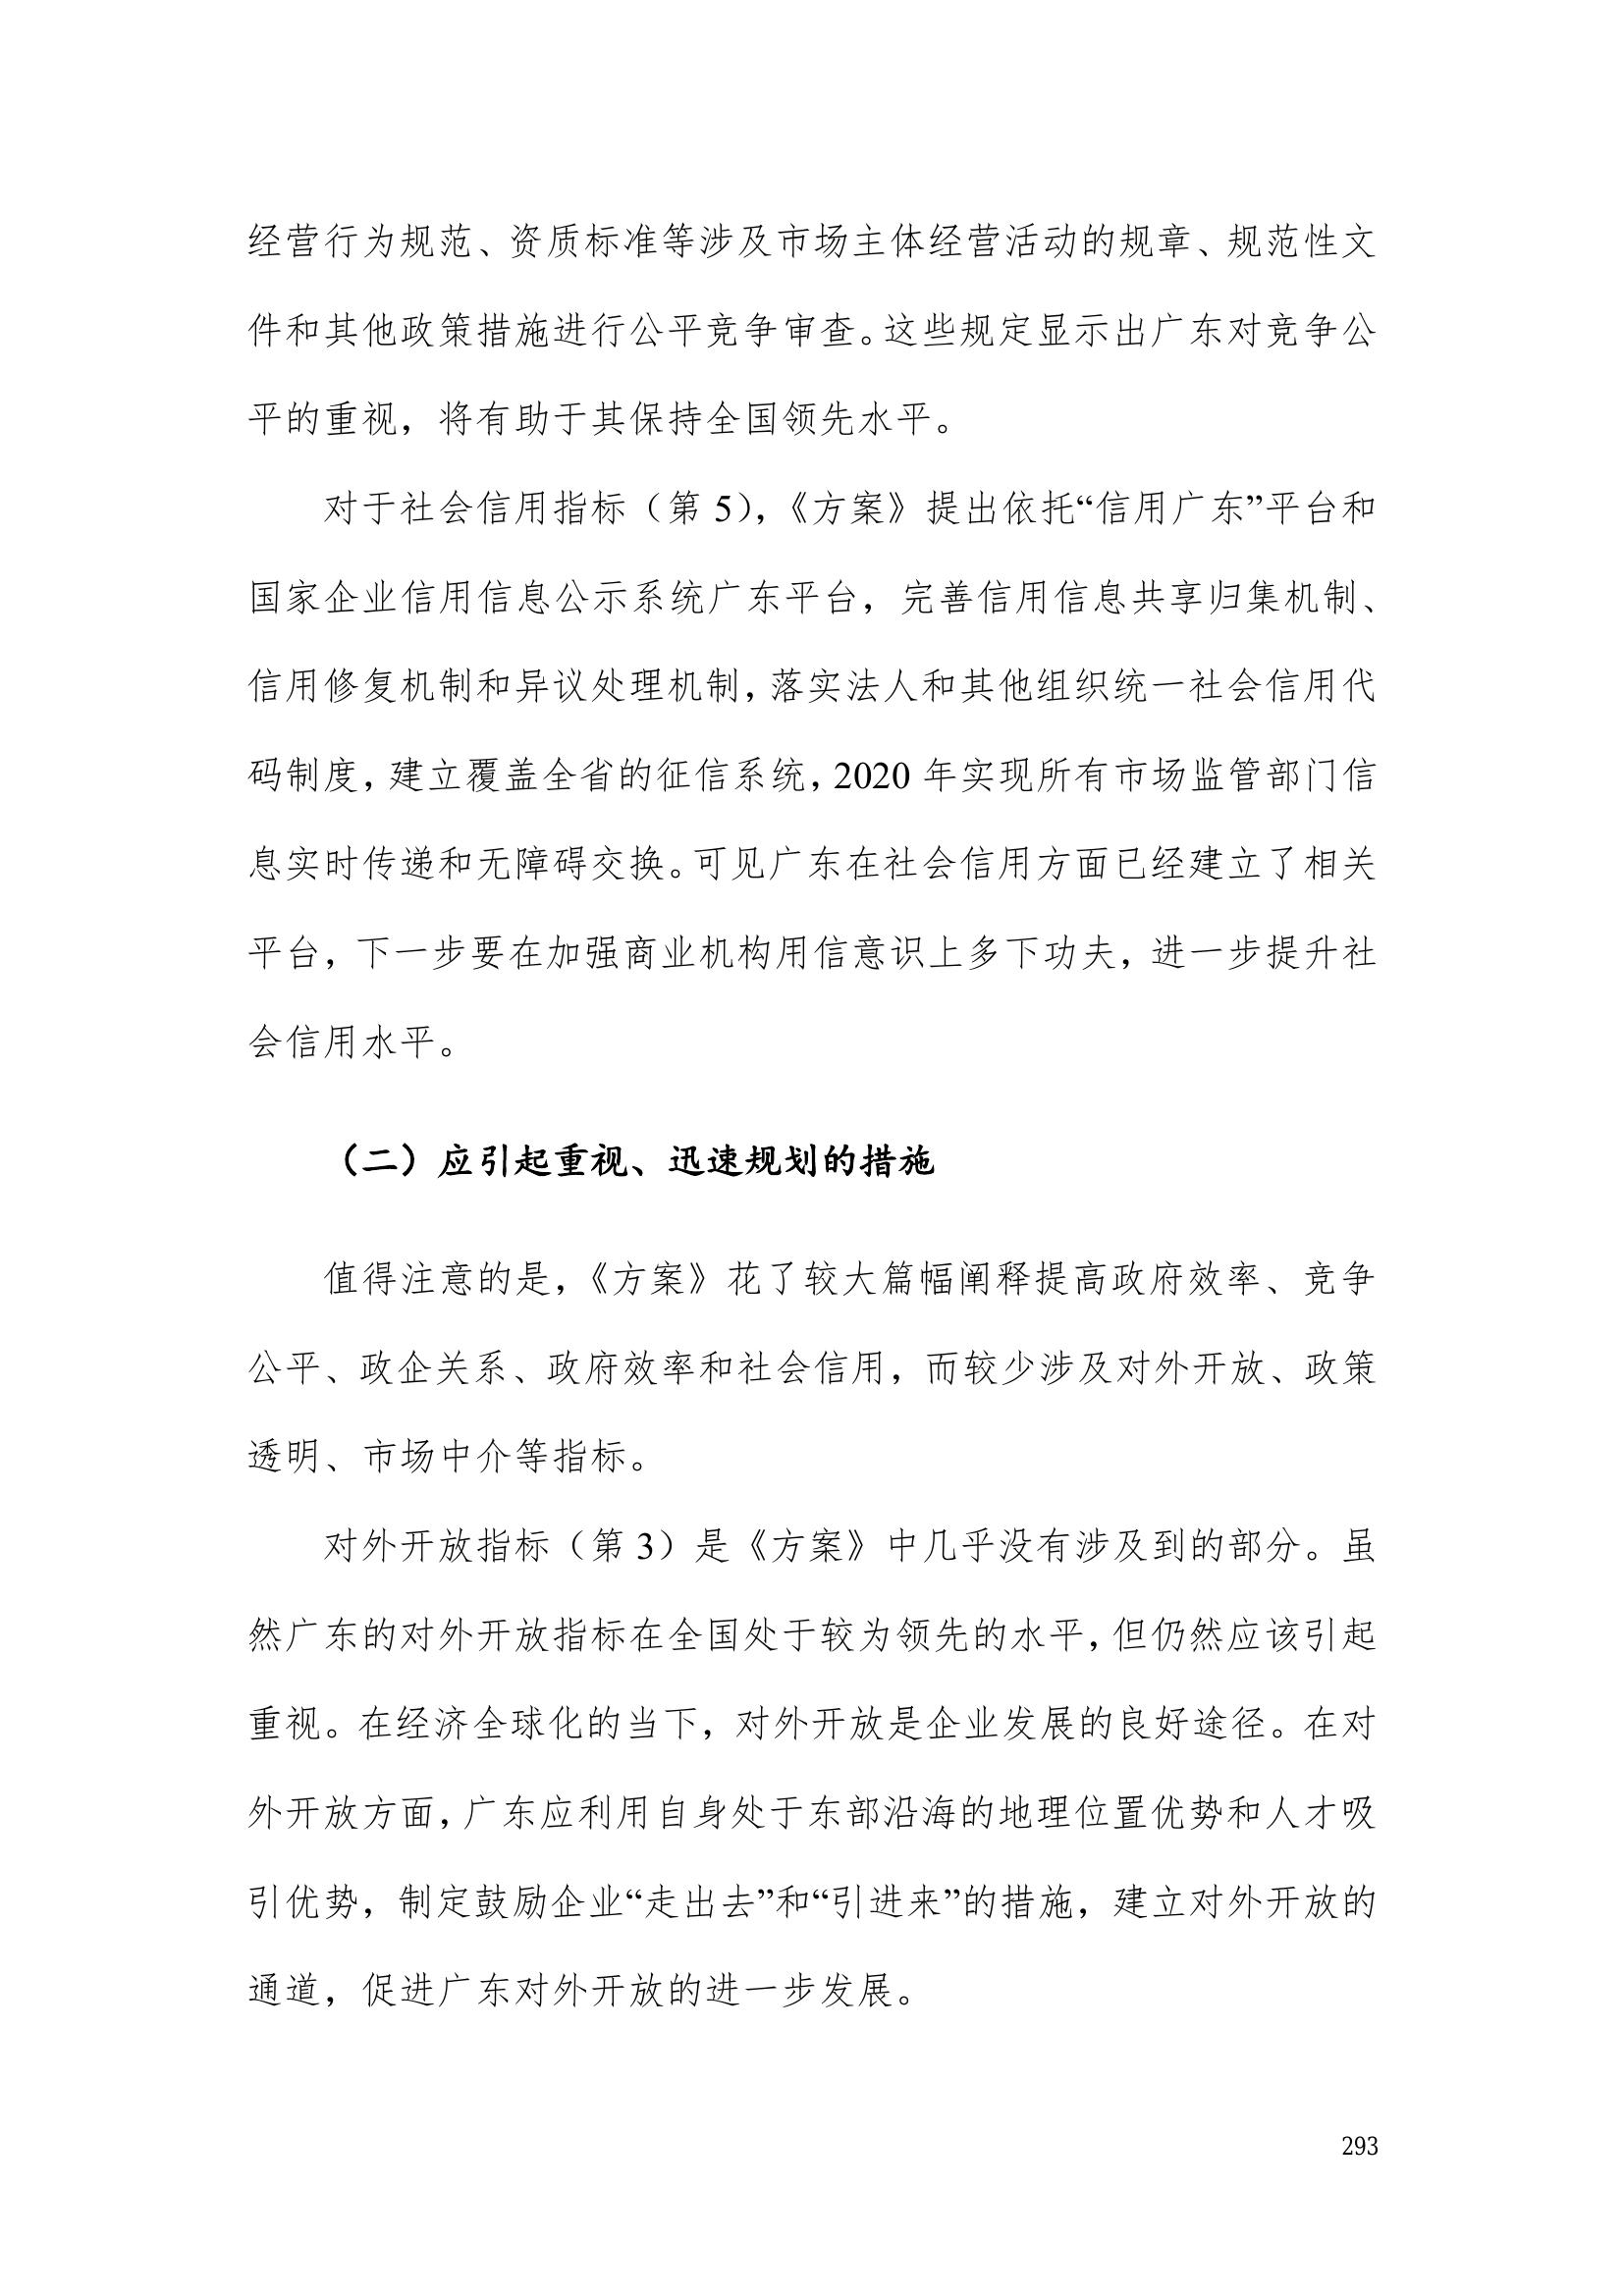 经营行为规范、资质标准等涉及市场主体经营活动的规章、规范性文
件和其他政策措施进行公平竞争审查。这些规定显示出广东对竞争公
平的重视，将有助于其保持全国领先水平。
对于社会信用指标（第 5），《方案》提出依托“信用广东”平台和
国家企业信用信息公示系统广东平台，完善信用信息共享归集机制、
信用修复机制和异议处理机制，落实法人和其他组织统一社会信用代
码制度，建立覆盖全省的征信系统，2020 年实现所有市场监管部门信
息实时传递和无障碍交换。可见广东在社会信用方面已经建立了相关
平台，下一步要在加强商业机构用信意识上多下功夫，进一步提升社
会信用水平。
（二）应引起重视、迅速规划的措施
值得注意的是，《方案》花了较大篇幅阐释提高政府效率、竞争
公平、政企关系、政府效率和社会信用，而较少涉及对外开放、政策
透明、市场中介等指标。
对外开放指标（第 3）是《方案》中几乎没有涉及到的部分。虽
然广东的对外开放指标在全国处于较为领先的水平，但仍然应该引起
重视。在经济全球化的当下，对外开放是企业发展的良好途径。在对
外开放方面，广东应利用自身处于东部沿海的地理位置优势和人才吸
引优势，制定鼓励企业“走出去”和“引进来”的措施，建立对外开放的
通道，促进广东对外开放的进一步发展。
293